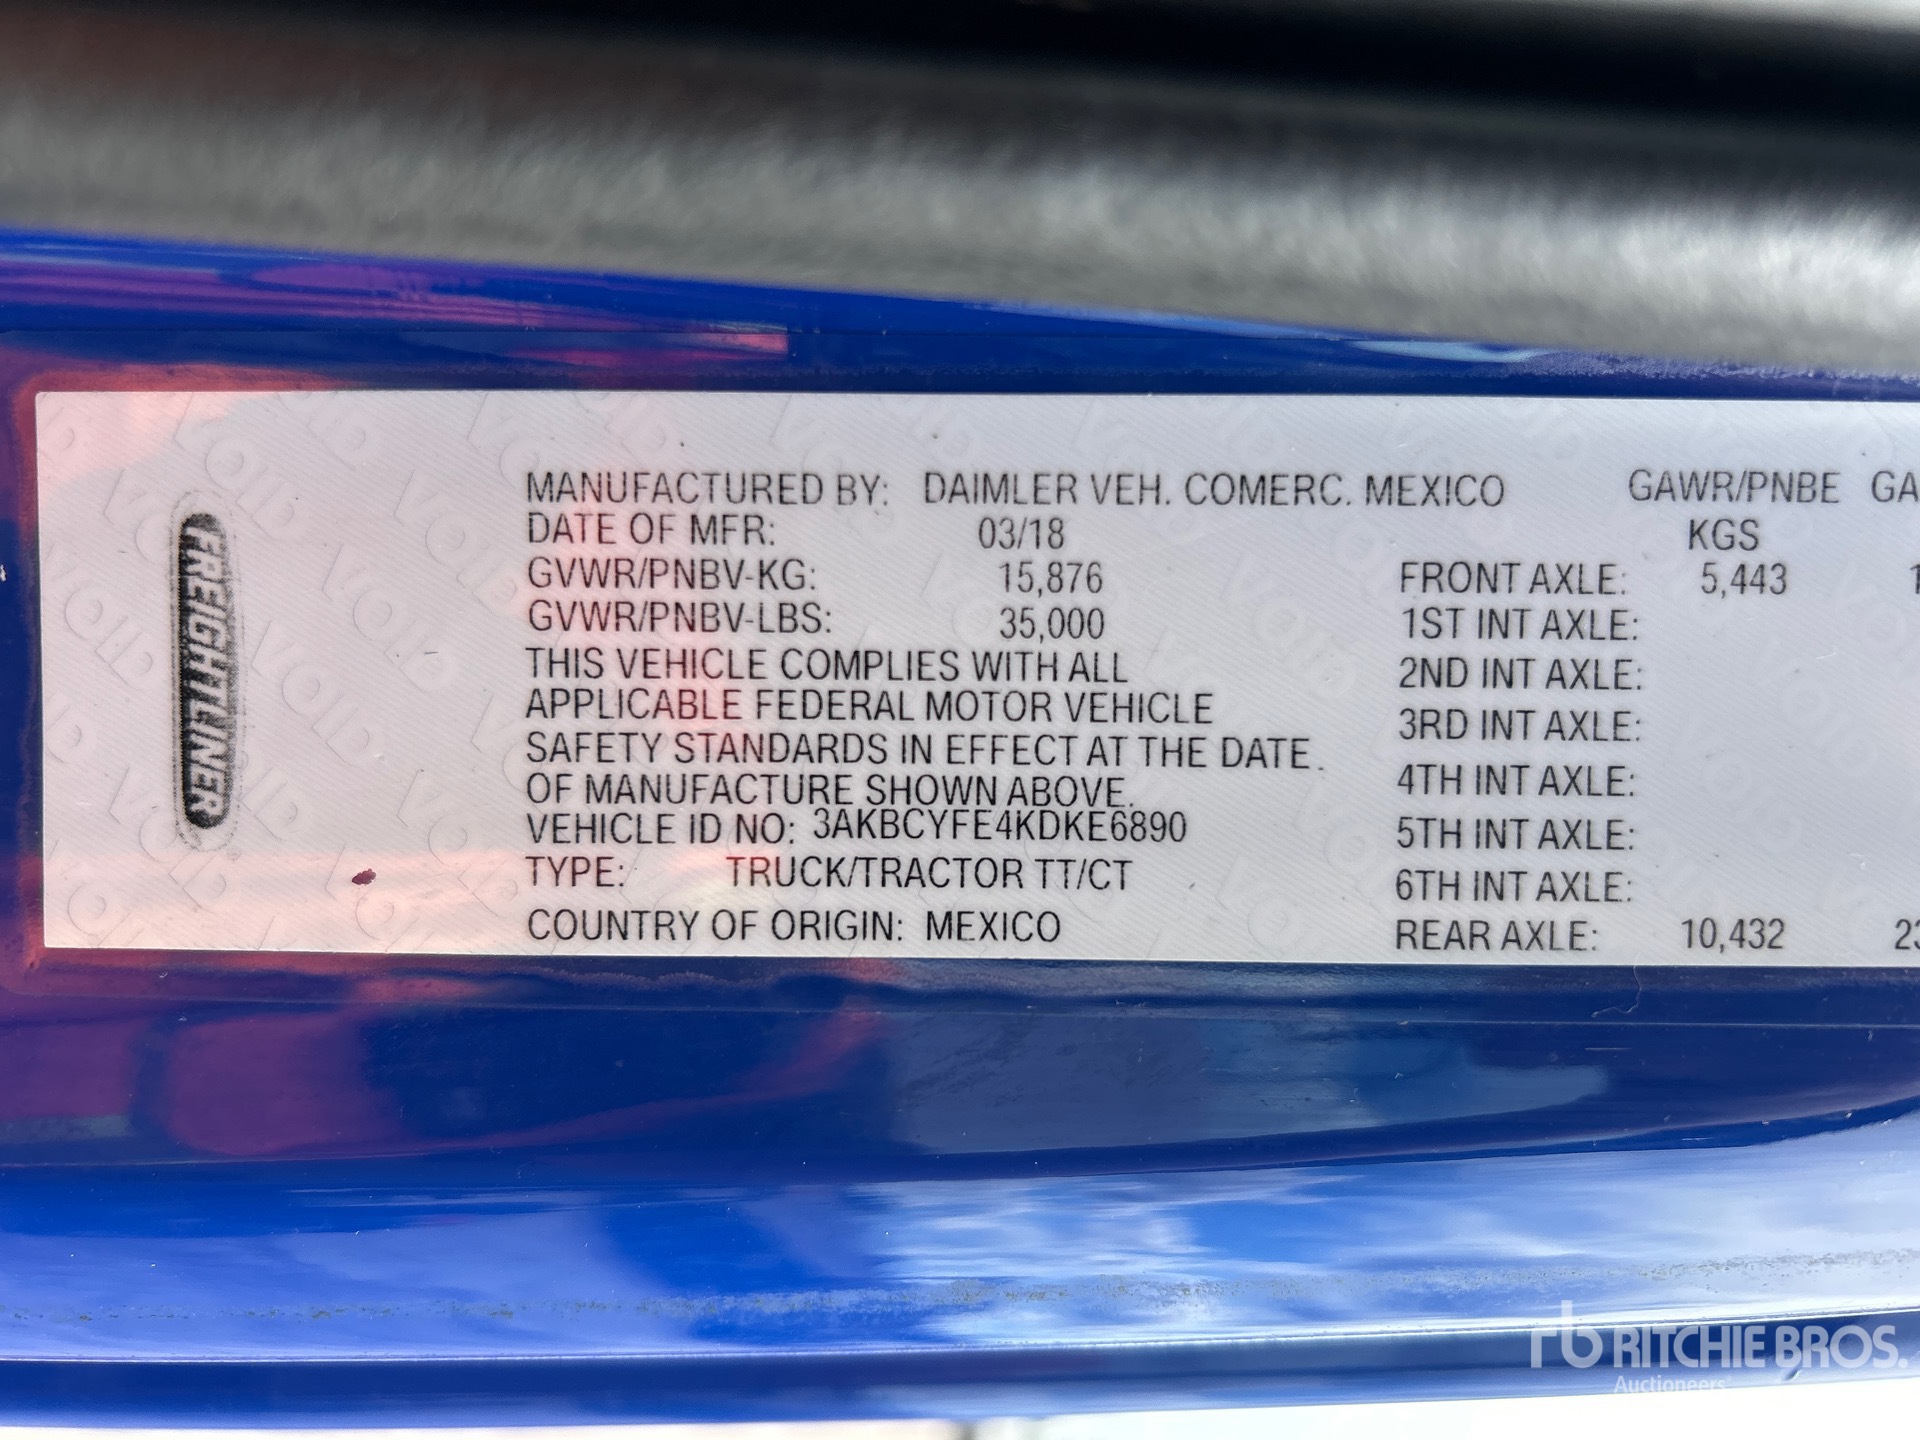 FREIGHTLINER
MANUFACTURED BY: DAIMLER VEH. COMERC. MEXICO
DATE OF MFR: 03/18
GVWR/PNBV-KG: 15,876
GVWR/PNBV-LBS: 35,000
THIS VEHICLE COMPLIES WITH ALL
APPLICABLE FEDERAL MOTOR VEHICLE
SAFETY STANDARDS IN EFFECT AT THE DATE
OF MANUFACTURE SHOWN ABOVE.
VEHICLE ID NO: 3AKBCYFE4KDKE6890
TYPE: TRUCK/TRACTOR TT/CT
COUNTRY OF ORIGIN: MEXICO
GAWR/PNBE GA
KGS
FRONT AXLE: 5,443 1
1ST INT AXLE:
2ND INT AXLE:
3RD INT AXLE:
4TH INT AXLE:
5TH INT AXLE:
6TH INT AXLE:
REAR AXLE: 10,432 23
rb RITCHIE BROS.
Auctioneers